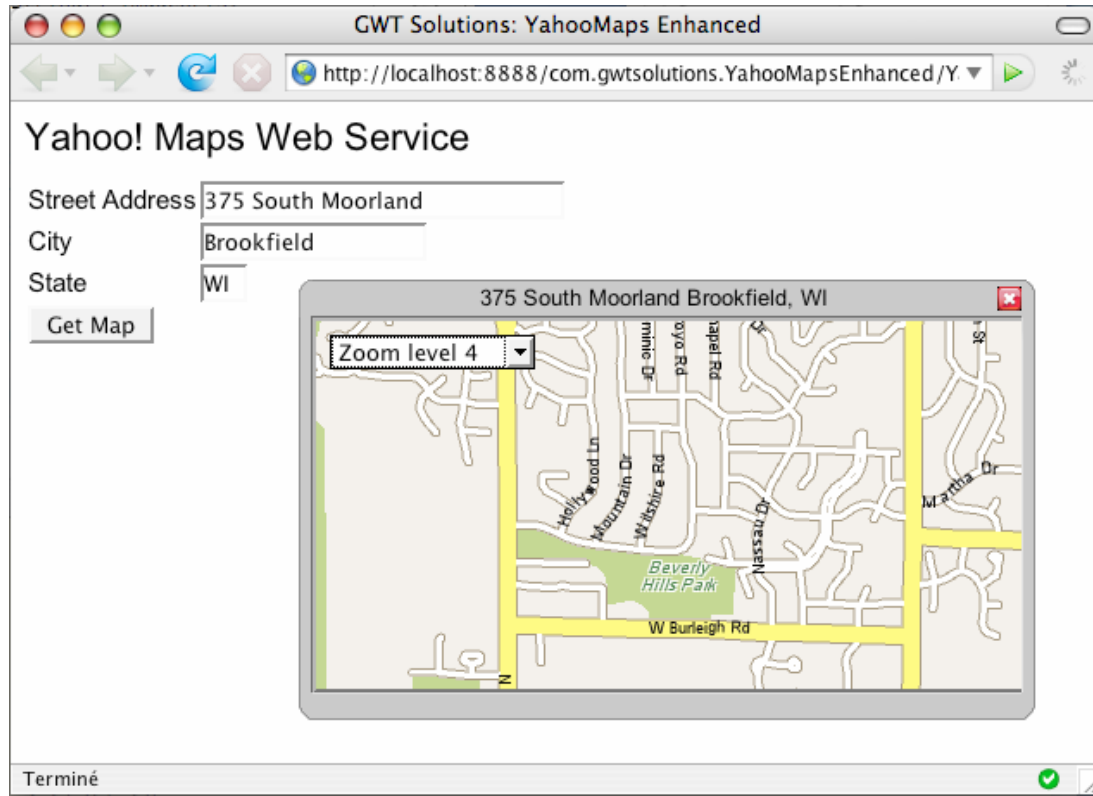 GWT Solutions: YahooMaps Enhanced
http://localhost:8888/com.gwtsolutions.YahooMapsEnhanced/Y
Yahoo! Maps Web Service
Street Address 375 South Moorland
City Brookfield
State WI
Get Map
375 South Moorland Brookfield, WI
Zoom level 4
Dr
St
Hollywood Ln
Mountain Dr
Wilshire Rd
Nassau Dr
Martha Dr
Beverly
Hills Park
W Burleigh Rd
N
Terminé